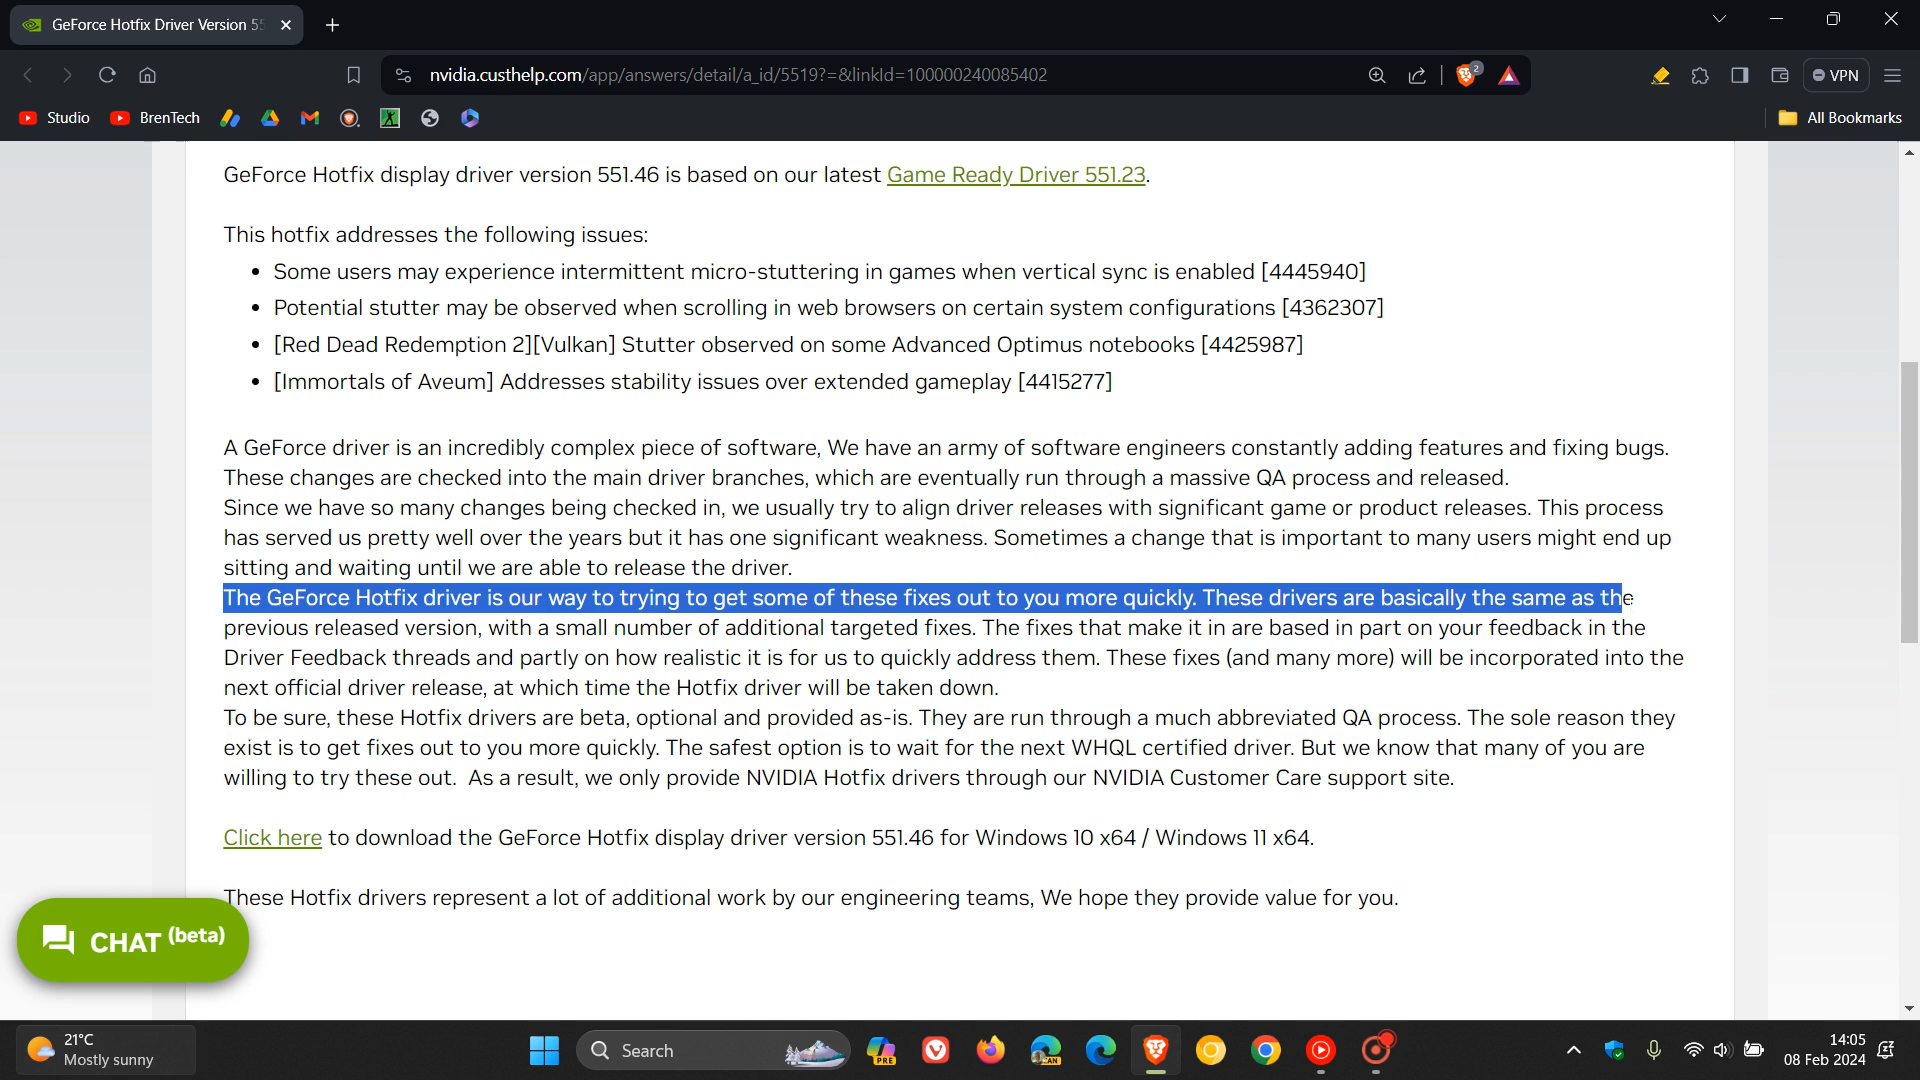 GeForce Hotfix Driver Version 55
nvidia.custhelp.com/app/answers/detail/a_id/5519?=&linkId=100000240085402
2
VPN
Studio
BrenTech
All Bookmarks
GeForce Hotfix display driver version 551.46 is based on our latest Game Ready Driver 551.23.
This hotfix addresses the following issues:
• Some users may experience intermittent micro-stuttering in games when vertical sync is enabled [4445940]
• Potential stutter may be observed when scrolling in web browsers on certain system configurations [4362307]
• [Red Dead Redemption 2][Vulkan] Stutter observed on some Advanced Optimus notebooks [4425987]
• [Immortals of Aveum] Addresses stability issues over extended gameplay [4415277]
A GeForce driver is an incredibly complex piece of software, We have an army of software engineers constantly adding features and fixing bugs.
These changes are checked into the main driver branches, which are eventually run through a massive QA process and released.
Since we have so many changes being checked in, we usually try to align driver releases with significant game or product releases. This process
has served us pretty well over the years but it has one significant weakness. Sometimes a change that is important to many users might end up
sitting and waiting until we are able to release the driver.
The GeForce Hotfix driver is our way to trying to get some of these fixes out to you more quickly. These drivers are basically the same as the
previous released version, with a small number of additional targeted fixes. The fixes that make it in are based in part on your feedback in the
Driver Feedback threads and partly on how realistic it is for us to quickly address them. These fixes (and many more) will be incorporated into the
next official driver release, at which time the Hotfix driver will be taken down.
To be sure, these Hotfix drivers are beta, optional and provided as-is. They are run through a much abbreviated QA process. The sole reason they
exist is to get fixes out to you more quickly. The safest option is to wait for the next WHQL certified driver. But we know that many of you are
willing to try these out. As a result, we only provide NVIDIA Hotfix drivers through our NVIDIA Customer Care support site.
Click here to download the GeForce Hotfix display driver version 551.46 for Windows 10 x64 / Windows 11 x64.
These Hotfix drivers represent a lot of additional work by our engineering teams, We hope they provide value for you.
CHAT (beta)
21°C
Mostly sunny
Search
PRE
CAN
14:05
08 Feb 2024